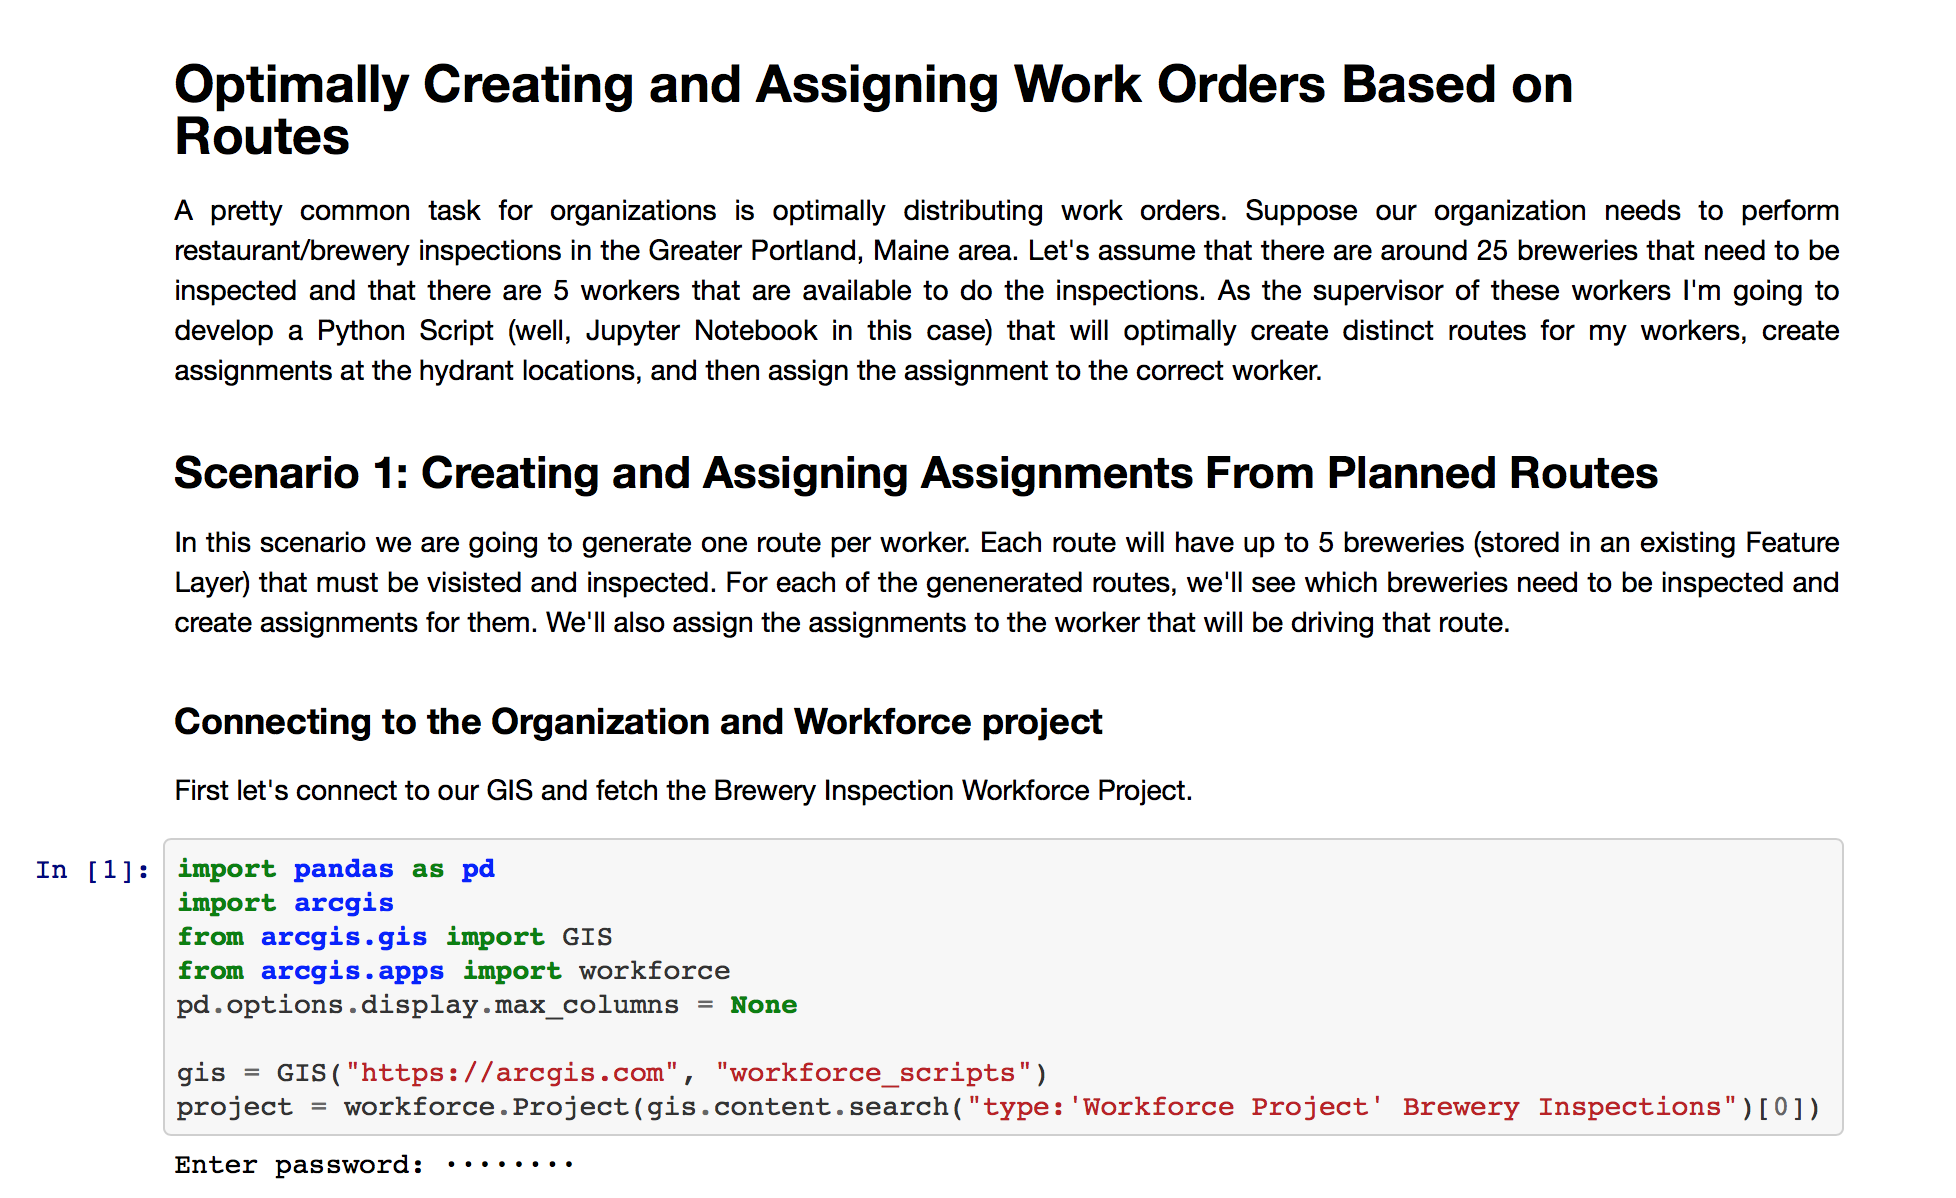 Optimally Creating and Assigning Work Orders Based on
Routes
A pretty common task for organizations is optimally distributing work orders. Suppose our organization needs to perform
restaurant/brewery inspections in the Greater Portland, Maine area. Let's assume that there are around 25 breweries that need to be
inspected and that there are 5 workers that are available to do the inspections. As the supervisor of these workers I'm going to
develop a Python Script (well, Jupyter Notebook in this case) that will optimally create distinct routes for my workers, create
assignments at the hydrant locations, and then assign the assignment to the correct worker.
Scenario 1: Creating and Assigning Assignments From Planned Routes
In this scenario we are going to generate one route per worker. Each route will have up to 5 breweries (stored in an existing Feature
Layer) that must be visisted and inspected. For each of the genenerated routes, we'll see which breweries need to be inspected and
create assignments for them. We'll also assign the assignments to the worker that will be driving that route.
Connecting to the Organization and Workforce project
First let's connect to our GIS and fetch the Brewery Inspection Workforce Project.
In [1]: import pandas as pd
import arcgis
from arcgis.gis import GIS
from arcgis.apps import workforce
pd.options.display.max_columns = None
gis = GIS("https://arcgis.com", "workforce_scripts")
project = workforce.Project(gis.content.search("type:'Workforce Project' Brewery Inspections")[0])
Enter password: ········